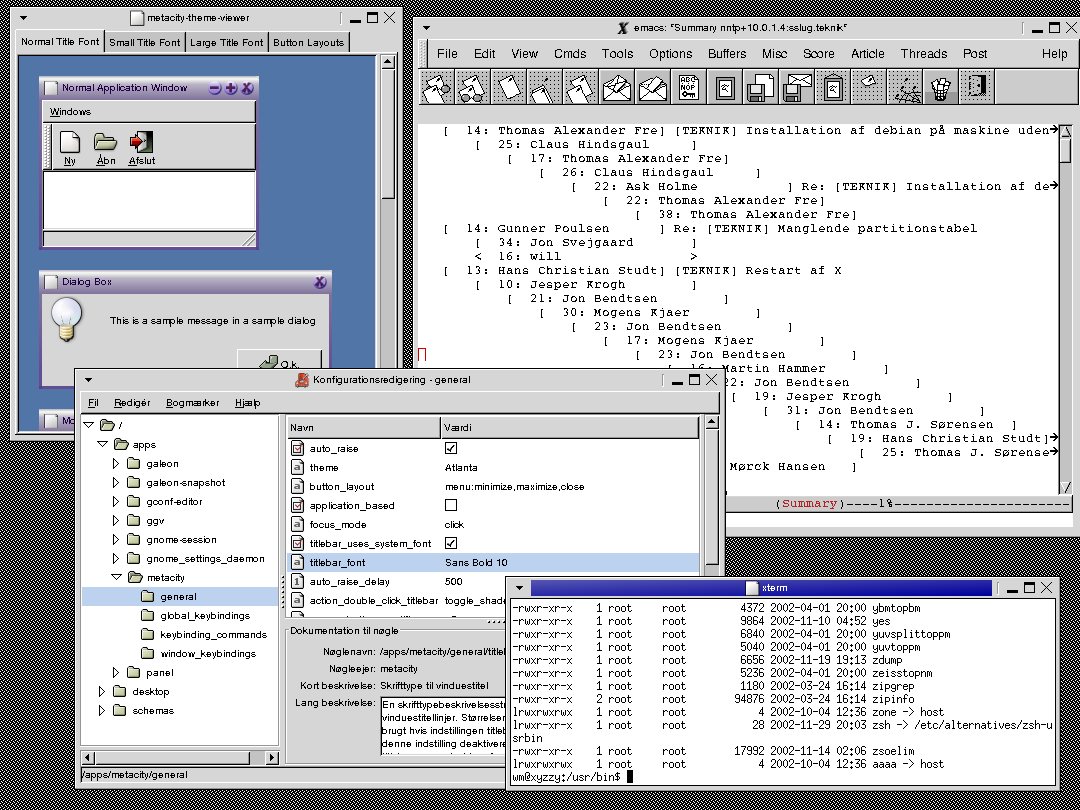 metacity-theme-viewer
Normal Title Font Small Title Font Large Title Font Button Layouts
Normal Application Window
Windows
Ny Åbn Afslut
Dialog Box
This is a sample message in a sample dialog
O.k.
emacs: "Summary nntp+10.0.1.4:sslug.teknik"
File Edit View Cmds Tools Options Buffers Misc Score Article Threads Post Help
ABC
NOP
[ 14: Thomas Alexander Fre] [TEKNIK] Installation af debian på maskine uden
[ 25: Claus Hindsgaul ]
[ 17: Thomas Alexander Fre]
[ 26: Claus Hindsgaul ]
[ 22: Ask Holme ] Re: [TEKNIK] Installation af de
[ 22: Thomas Alexander Fre]
[ 38: Thomas Alexander Fre]
[ 14: Gunner Poulsen ] Re: [TEKNIK] Manglende partitionstabel
[ 34: Jon Svejgaard ]
< 16: will >
[ 13: Hans Christian Studt] [TEKNIK] Restart af X
[ 10: Jesper Krogh ]
[ 21: Jon Bendtsen ]
[ 30: Mogens Kjaer ]
[ 23: Jon Bendtsen ]
[ 17: Mogens Kjaer ]
[ 23: Jon Bendtsen ]
Martin Hammer ]
22: Jon Bendtsen ]
[ 19: Jesper Krogh ]
[ 31: Jon Bendtsen ]
[ 14: Thomas J. Sørensen ]
[ 19: Hans Christian Studt]
[ 25: Thomas J. Sørense
Mørck Hansen ]
(Summary)----1%------------------------
Konfigurationsredigering - general
Fil Redigér Bogmærker Hjælp
/
apps
galeon
galeon-snapshot
gconf-editor
ggv
gnome-session
gnome_settings_daemon
metacity
general
global_keybindings
keybinding_commands
window_keybindings
panel
desktop
schemas
/apps/metacity/general
Navn Værdi
auto_raise
theme Atlanta
button_layout menu:minimize,maximize,close
application_based
focus_mode click
titlebar_uses_system_font
titlebar_font Sans Bold 10
auto_raise_delay 500
action_double_click_titlebar toggle_shade
Dokumentation til nøgle
Nøglenavn: /apps/metacity/general/titlel
Nøgleejer: metacity
Kort beskrivelse: Skrifttype til vinduestitel
Lang beskrivelse: En skrifttypebeskrivelsesstr
vinduestitellinjer. Størrelser
brugt hvis indstillingen titleb
denne indstilling deaktivere
xterm
-rwxr-xr-x 1 root root 4372 2002-04-01 20:00 ybmtopbm
-rwxr-xr-x 1 root root 9864 2002-11-10 04:52 yes
-rwxr-xr-x 1 root root 6840 2002-04-01 20:00 yuvsplittoppm
-rwxr-xr-x 1 root root 5040 2002-04-01 20:00 yuvtoppm
-rwxr-xr-x 1 root root 6656 2002-11-19 19:13 zdump
-rwxr-xr-x 1 root root 5236 2002-04-01 20:00 zeisstopnm
-rwxr-xr-x 1 root root 1180 2002-03-24 16:14 zipgrep
-rwxr-xr-x 2 root root 94876 2002-03-24 16:14 zipinfo
lrwxrwxrwx 1 root root 4 2002-10-04 12:36 zone -> host
lrwxrwxrwx 1 root root 28 2002-11-29 20:03 zsh -> /etc/alternatives/zsh-u
srbin
-rwxr-xr-x 1 root root 17992 2002-11-14 02:06 zsoelim
lrwxrwxrwx 1 root root 4 2002-10-04 12:36 aaaa -> host
wm@xyzzy:/usr/bin$